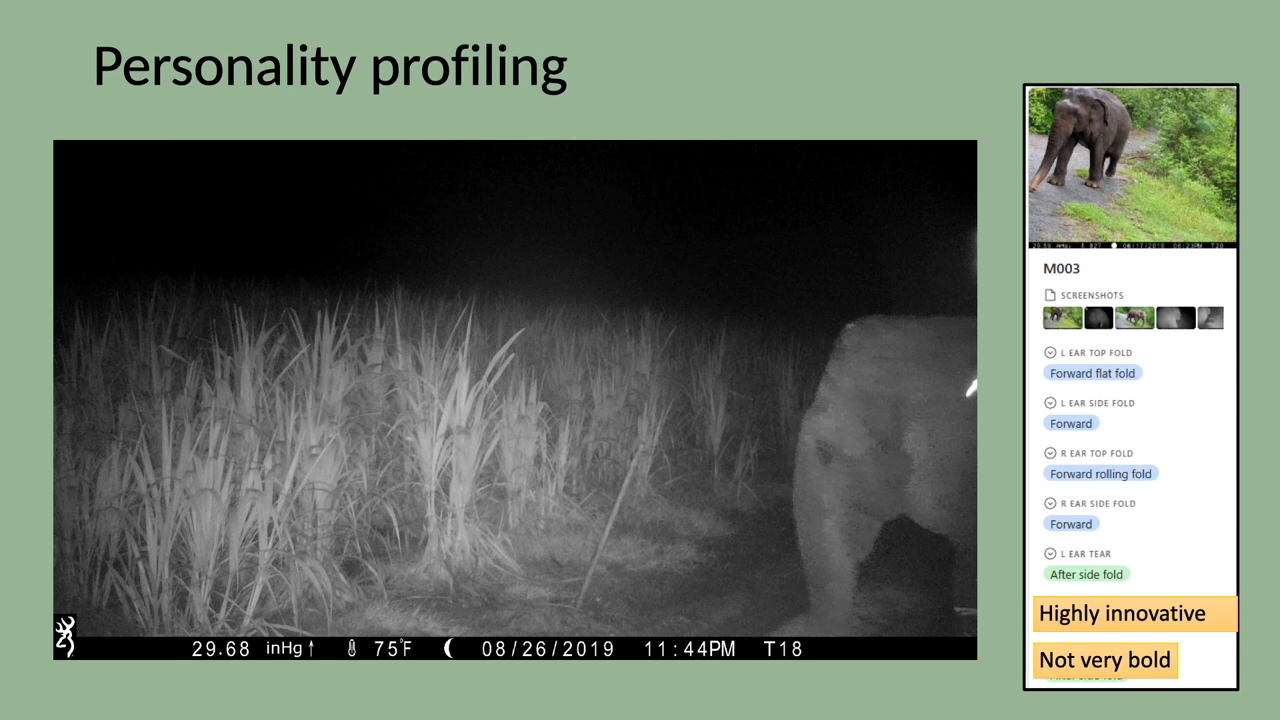 Personality profiling
29.68 inHg↑ 75°F 08/26/2019 11:44PM T18
M003
SCREENSHOTS
L EAR TOP FOLD
Forward flat fold
L EAR SIDE FOLD
Forward
R EAR TOP FOLD
Forward rolling fold
R EAR SIDE FOLD
Forward
L EAR TEAR
After side fold
Highly innovative
Not very bold